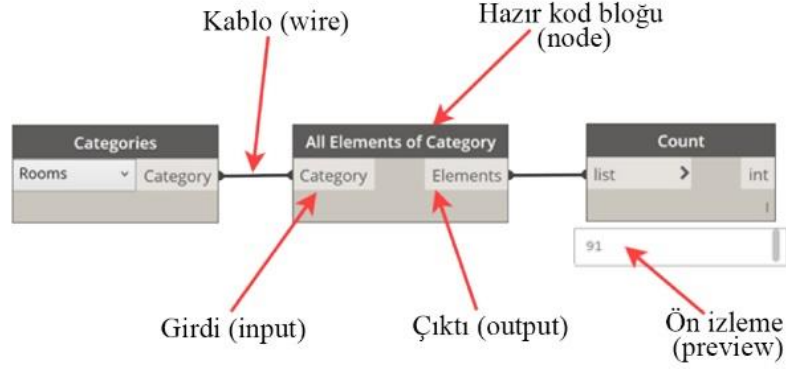 Kablo (wire)
Hazır kod bloğu
(node)
Categories
Rooms
Category
All Elements of Category
Category
Elements
Count
list
int
91
Girdi (input)
Çıktı (output)
Ön izleme
(preview)